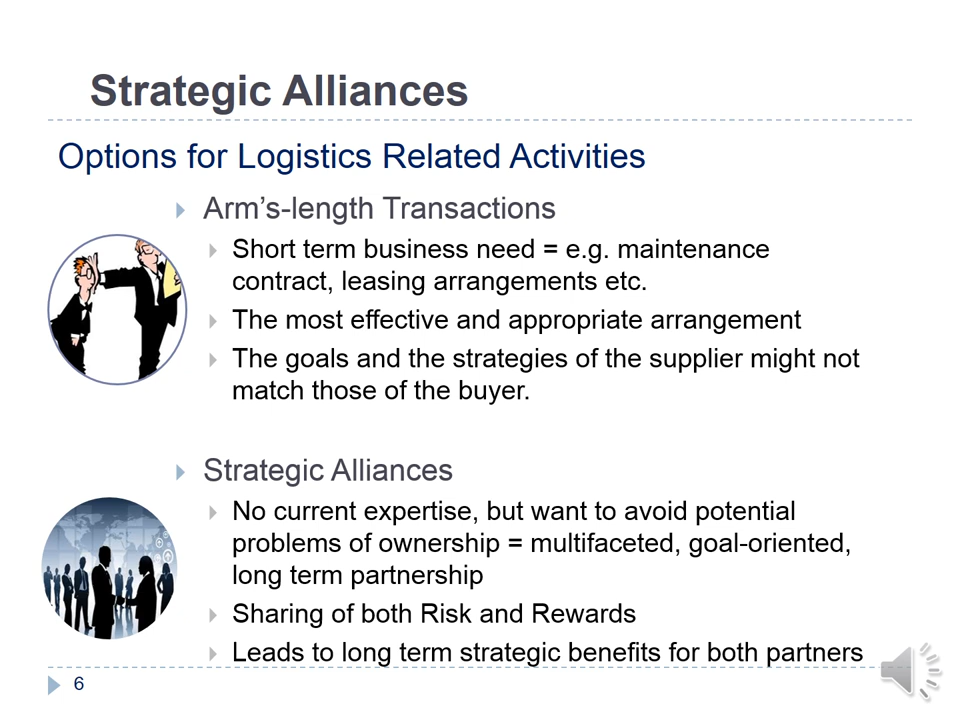 Strategic Alliances
Options for Logistics Related Activities
Arm’s-length Transactions
Short term business need = e.g. maintenance
contract, leasing arrangements etc.
The most effective and appropriate arrangement
The goals and the strategies of the supplier might not
match those of the buyer.
Strategic Alliances
No current expertise, but want to avoid potential
problems of ownership = multifaceted, goal-oriented,
long term partnership
Sharing of both Risk and Rewards
Leads to long term strategic benefits for both partners
6